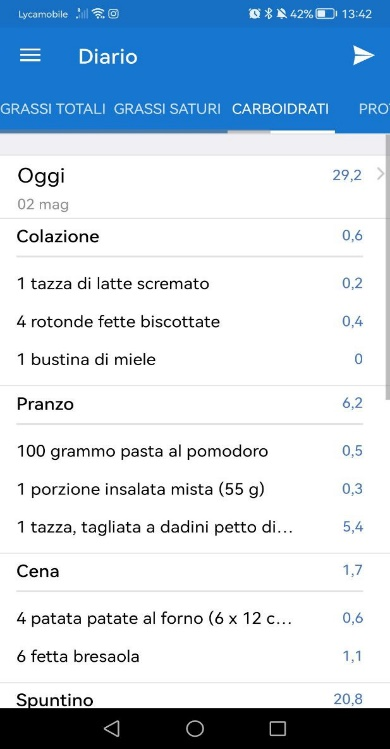 Lycamobile 42% 13:42
Diario
GRASSI TOTALI GRASSI SATURI CARBOIDRATI PRO
Oggi 29,2
02 mag
Colazione 0,6
1 tazza di latte scremato 0,2
4 rotonde fette biscottate 0,4
1 bustina di miele 0
Pranzo 6,2
100 grammo pasta al pomodoro 0,5
1 porzione insalata mista (55 g) 0,3
1 tazza, tagliata a dadini petto di... 5,4
Cena 1,7
4 patata patate al forno (6 x 12 c... 0,6
6 fetta bresaola 1,1
Spuntino 20,8